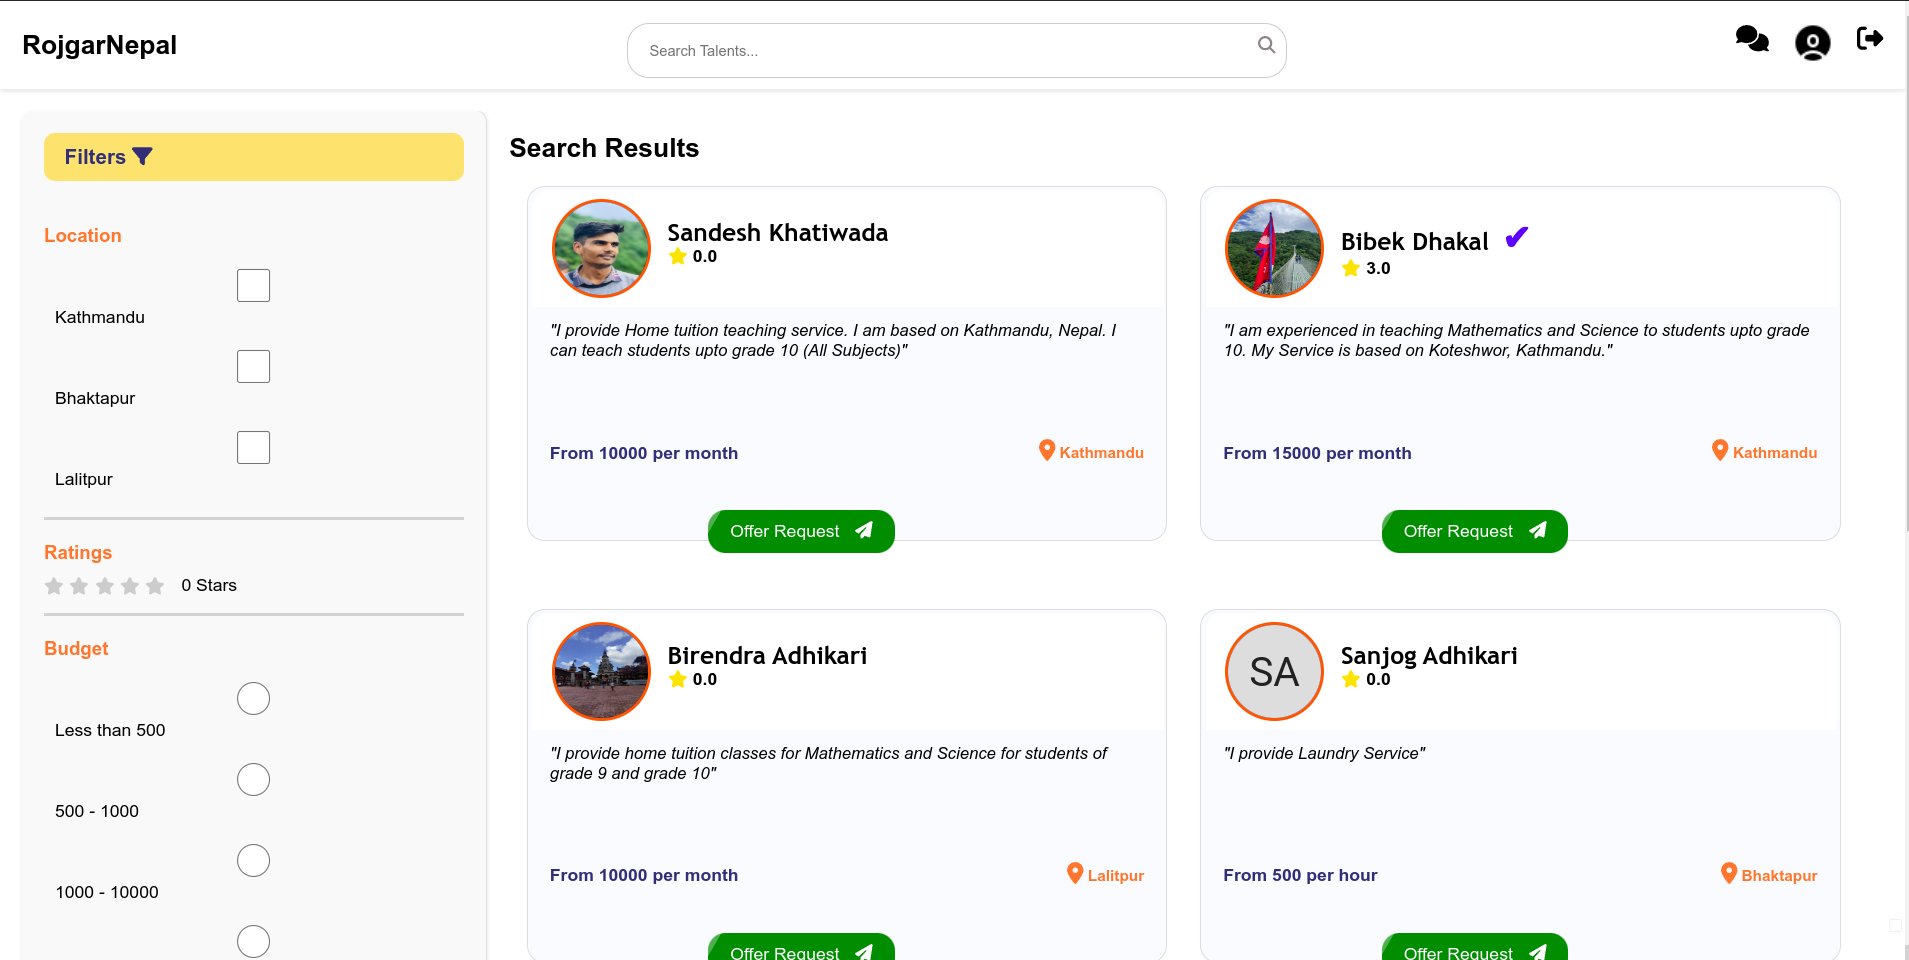 RojgarNepal
Search Talents...
Filters
Location
Kathmandu
Bhaktapur
Lalitpur
Ratings
0 Stars
Budget
Less than 500
500 - 1000
1000 - 10000
Search Results
Sandesh Khatiwada
0.0
"I provide Home tuition teaching service. I am based on Kathmandu, Nepal. I
can teach students upto grade 10 (All Subjects)"
From 10000 per month
Kathmandu
Offer Request
Bibek Dhakal
3.0
"I am experienced in teaching Mathematics and Science to students upto grade
10. My Service is based on Koteshwor, Kathmandu."
From 15000 per month
Kathmandu
Offer Request
Birendra Adhikari
0.0
"I provide home tuition classes for Mathematics and Science for students of
grade 9 and grade 10"
From 10000 per month
Lalitpur
Offer Request
SA
Sanjog Adhikari
0.0
"I provide Laundry Service"
From 500 per hour
Bhaktapur
Offer Request